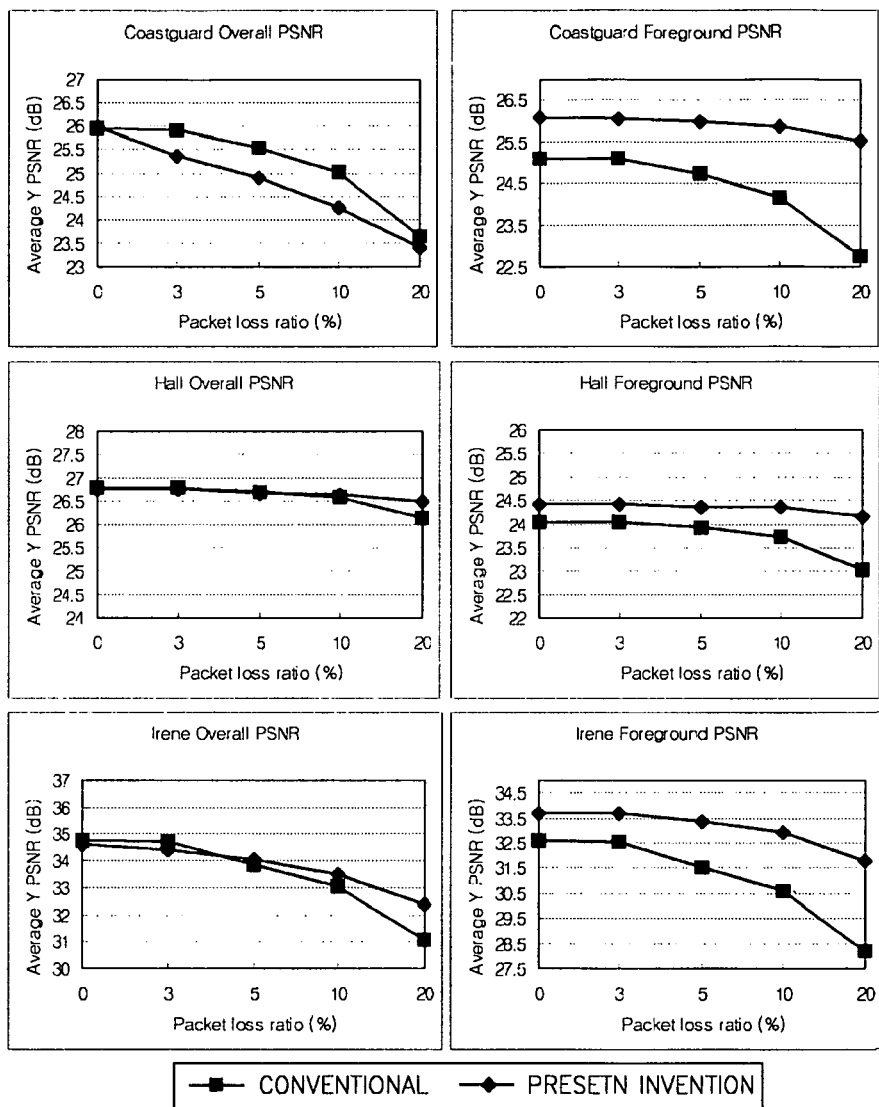 Coastguard Overall PSNR
Average Y PSNR (dB)
27
26.5
26
25.5
25
24.5
24
23.5
23
0 3 5 10 20
Packet loss ratio (%)
Coastguard Foreground PSNR
Average Y PSNR (dB)
26.5
25.5
24.5
23.5
22.5
0 3 5 10 20
Packet loss ratio (%)
Hall Overall PSNR
Average Y PSNR (dB)
28
27.5
27
26.5
26
25.5
25
24.5
24
0 3 5 10 20
Packet loss ratio (%)
Hall Foreground PSNR
Average Y PSNR (dB)
26
25.5
25
24.5
24
23.5
23
22.5
22
0 3 5 10 20
Packet loss ratio (%)
Irene Overall PSNR
Average Y PSNR (dB)
37
36
35
34
33
32
31
30
0 3 5 10 20
Packet loss ratio (%)
Irene Foreground PSNR
Average Y PSNR (dB)
34.5
33.5
32.5
31.5
30.5
29.5
28.5
27.5
0 3 5 10 20
Packet loss ratio (%)
CONVENTIONAL PRESETN INVENTION